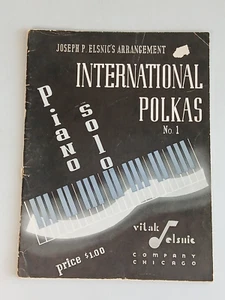 JOSEPH P. ELSNIC'S ARRANGEMENT
INTERNATIONAL
POLKAS
No. 1
Piano
solo
vitak
Elsnic
COMPANY
CHICAGO
price $1.00